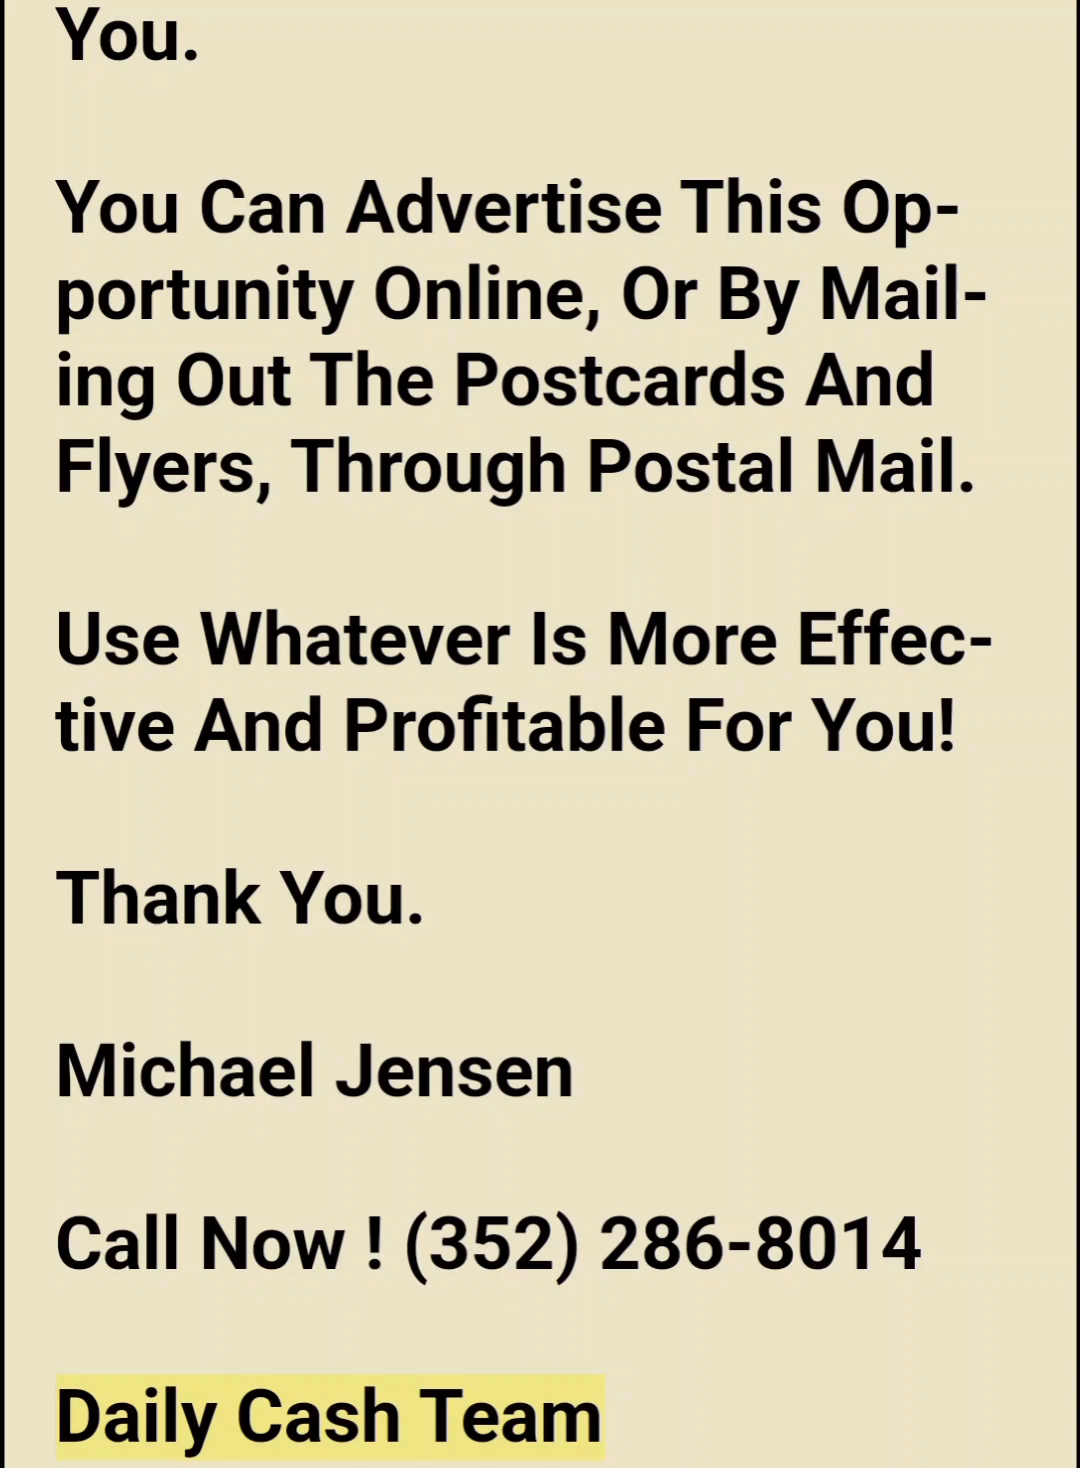 You.
You Can Advertise This Op-
portunity Online, Or By Mail-
ing Out The Postcards And
Flyers, Through Postal Mail.
Use Whatever Is More Effec-
tive And Profitable For You!
Thank You.
Michael Jensen
Call Now ! (352) 286-8014
Daily Cash Team